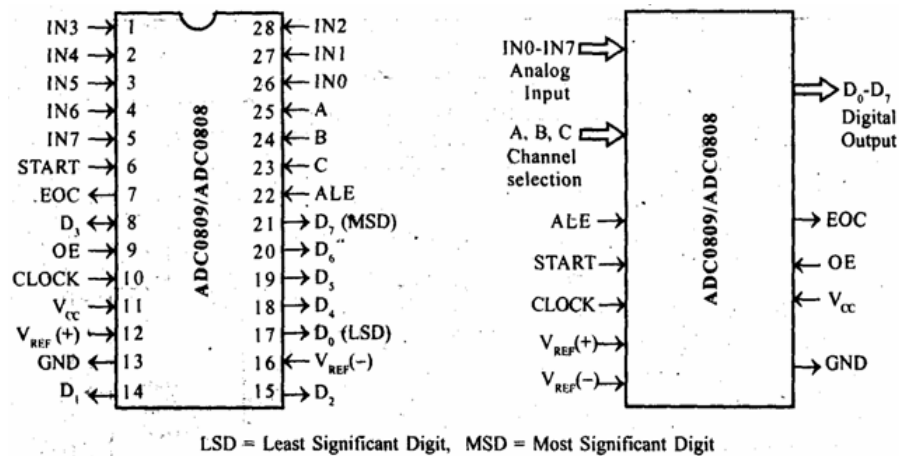 IN3 1 28 IN2
IN4 2 27 IN1
IN5 3 26 IN0
IN6 4 25 A
IN7 5 24 B
START 6 23 C
EOC 7 22 ALE
D3 8 21 D7 (MSD)
OE 9 20 D6
CLOCK 10 19 D5
VCC 11 18 D4
VREF (+) 12 17 D0 (LSD)
GND 13 16 VREF(−)
D1 14 15 D2
ADC0809/ADC0808
IN0-IN7
Analog
Input
A, B, C
Channel
selection
ALE
START
CLOCK
VREF(+)
VREF(−)
ADC0809/ADC0808
D0-D7
Digital
Output
EOC
OE
VCC
GND
LSD = Least Significant Digit, MSD = Most Significant Digit